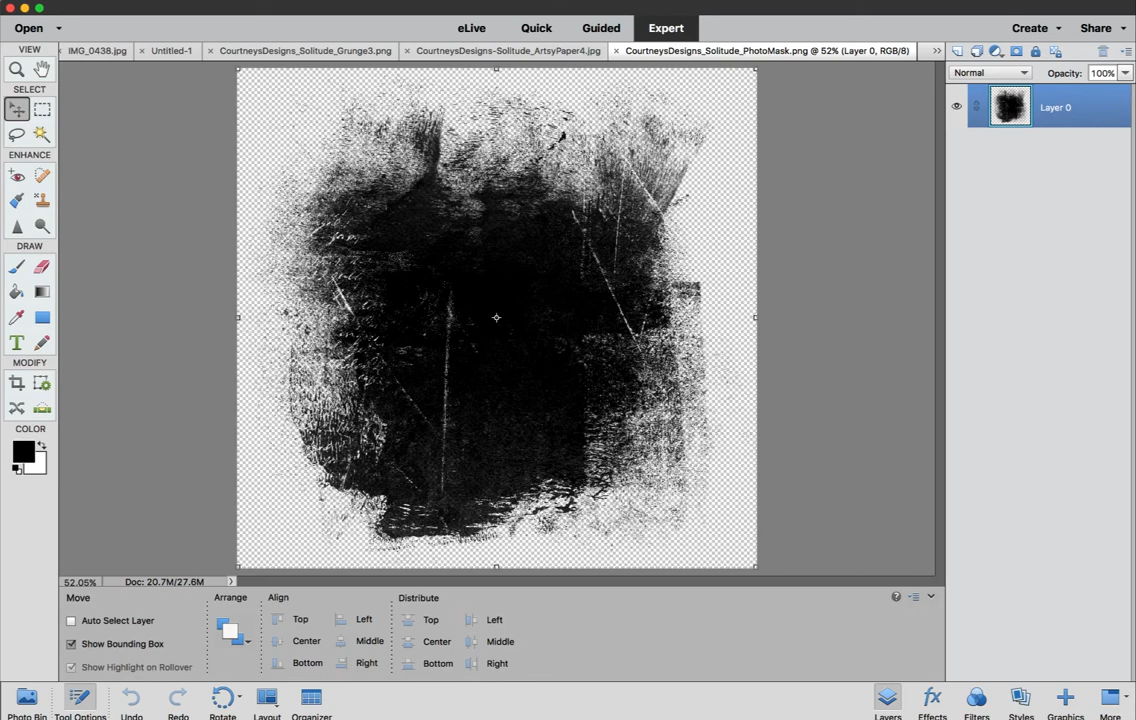 Open eLive Quick Guided Expert Create Share
VIEW
IMG_0438.jpg × Untitled-1 × CourtneysDesigns_Solitude_Grunge3.png × CourtneysDesigns-Solitude_ArtsyPaper4.jpg × CourtneysDesigns_Solitude_PhotoMask.png @ 52% (Layer 0, RGB/8) »
Normal Opacity: 100%
SELECT
Layer 0
ENHANCE
DRAW
T
MODIFY
COLOR
52.05% Doc: 20.7M/27.6M
Move Arrange Align Distribute
Auto Select Layer Top Left Top Left
Show Bounding Box Center Middle Center Middle
Show Highlight on Rollover Bottom Right Bottom Right
fx
Photo Bin Tool Options Undo Redo Rotate Layout Organizer Layers Effects Filters Styles Graphics More